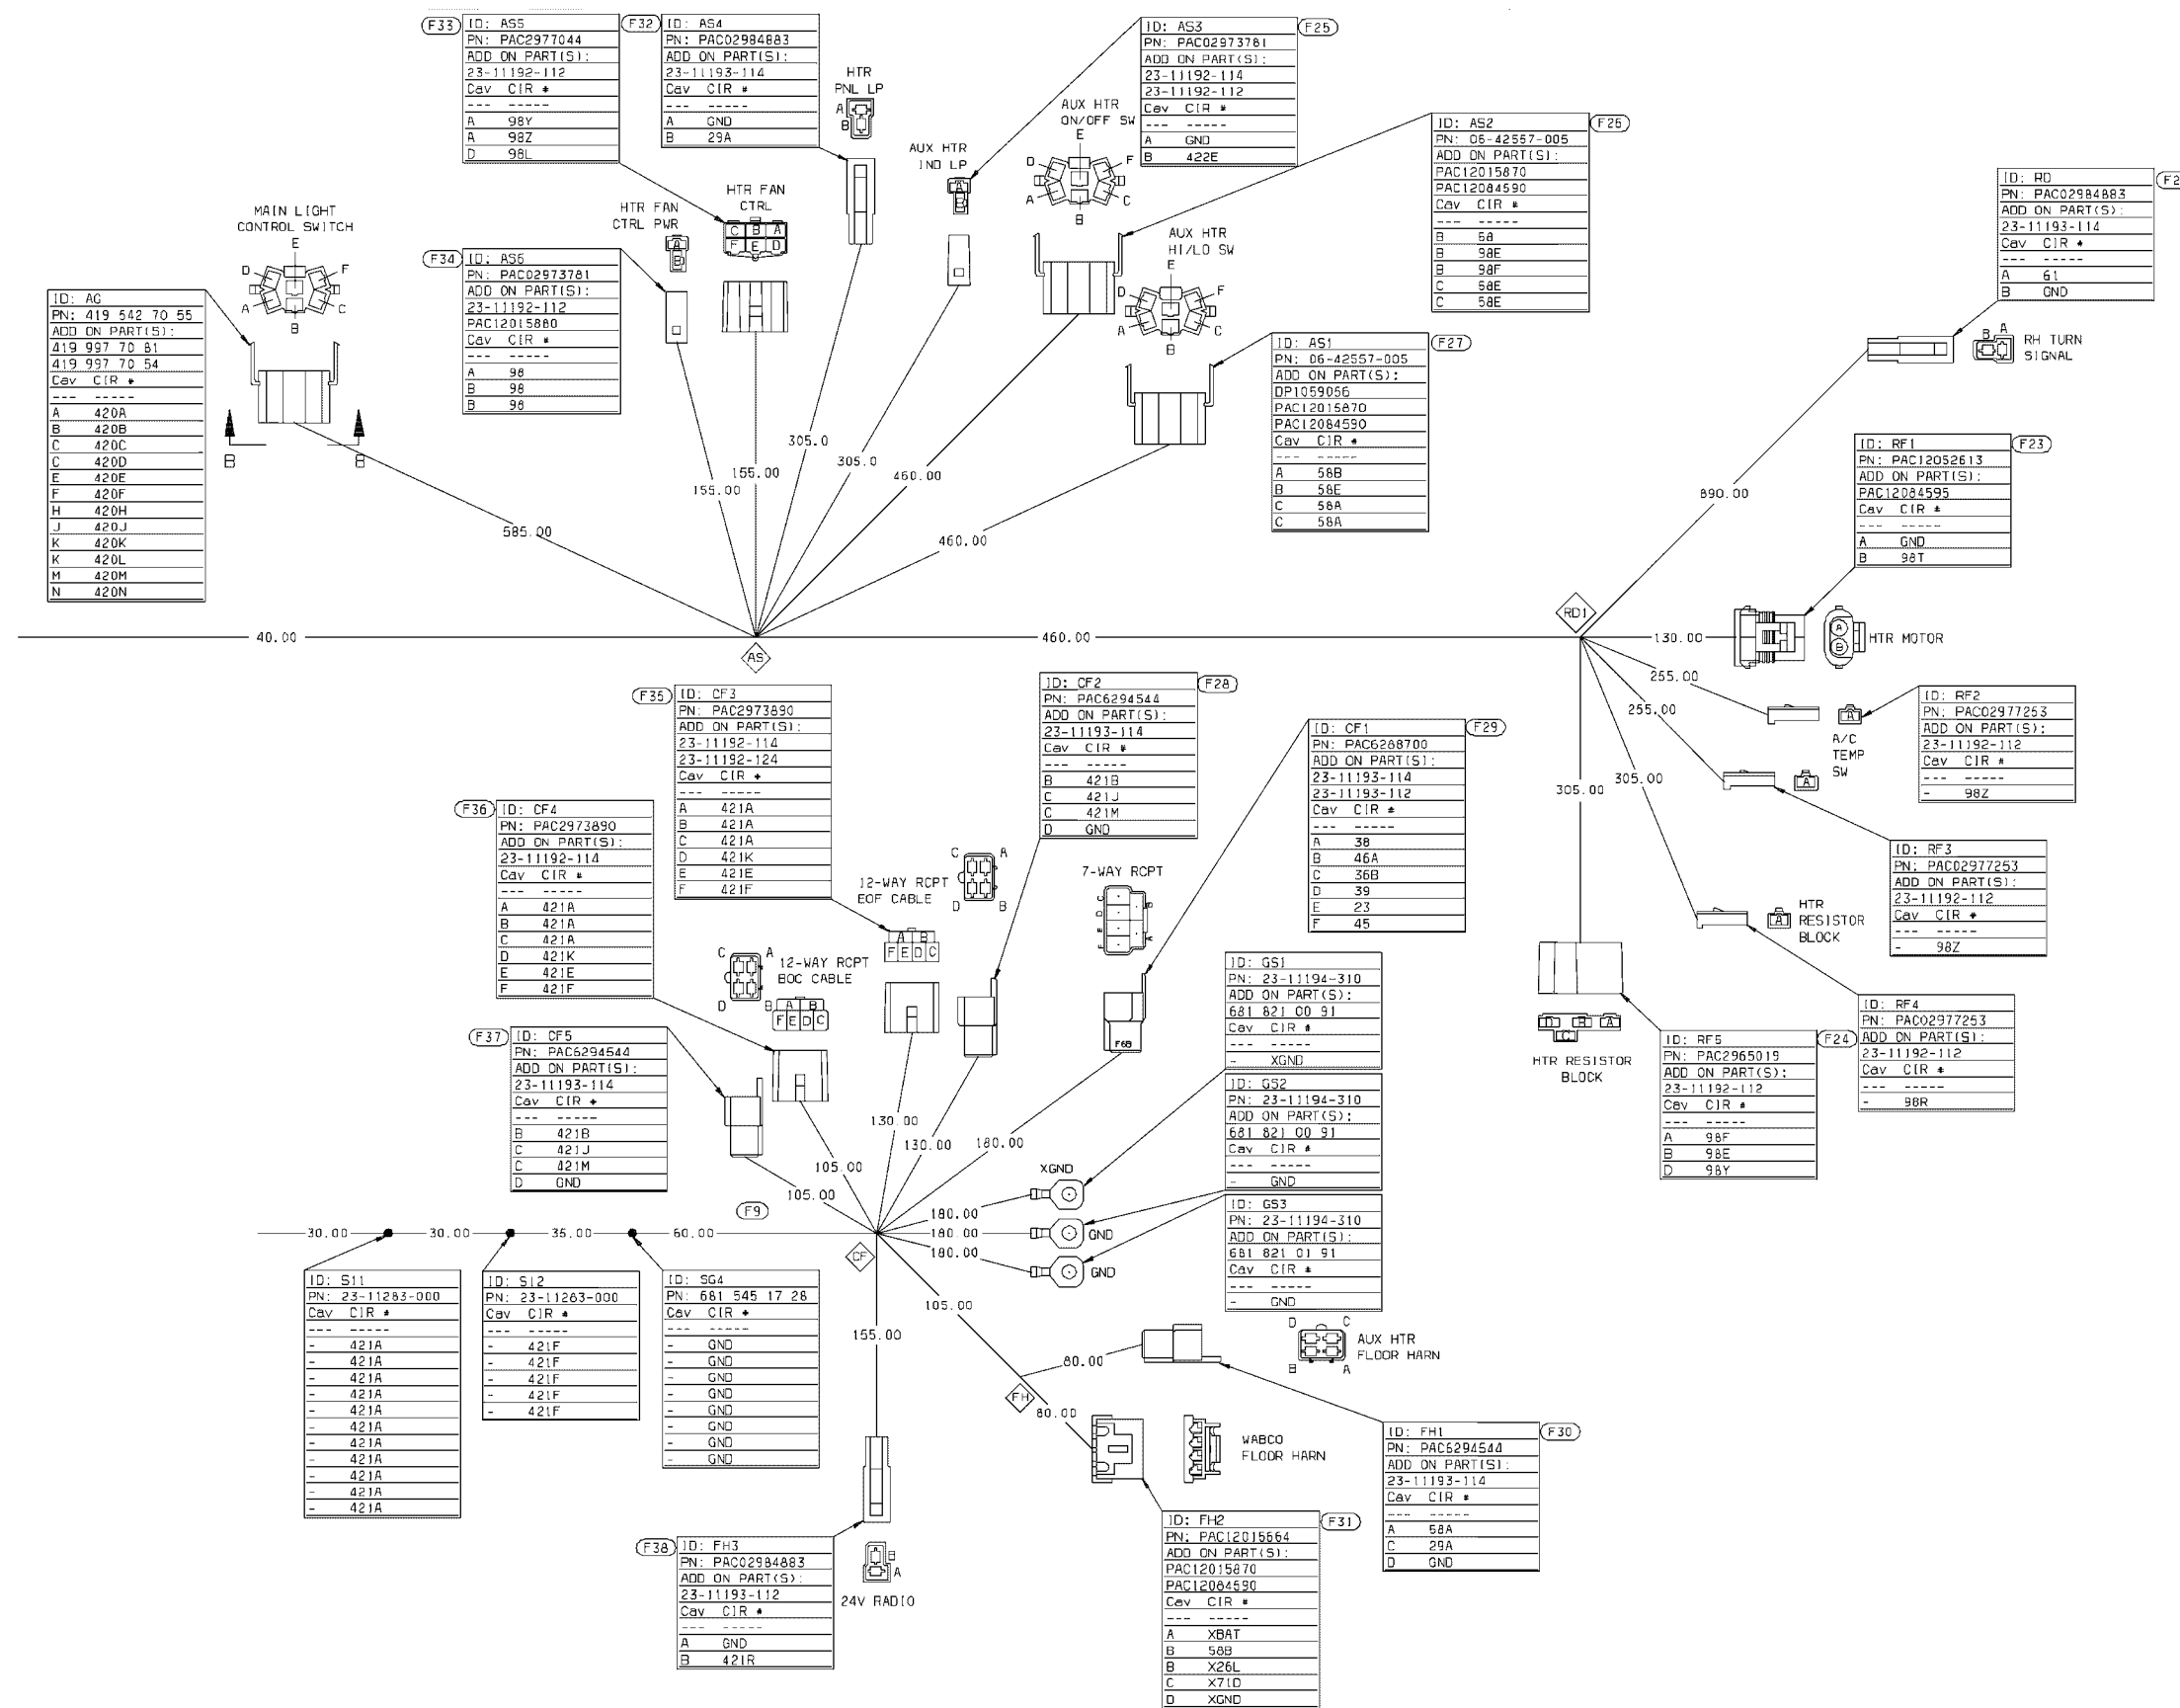 F33
ID: AS5
PN: PAC2977044
ADD ON PART(S):
23-11192-112
Cav CIR #
--- -----
A 98Y
A 98Z
D 98L
F32
ID: AS4
PN: PAC02984883
ADD ON PART(S):
23-11193-114
Cav CIR #
--- -----
A GND
B 29A
HTR
PNL LP
A
B
ID: AS3
F25
PN: PAC02973781
ADD ON PART(S):
23-11192-114
23-11192-112
Cav CIR #
--- -----
A GND
B 422E
AUX HTR
IND LP
A
B
AUX HTR
ON/OFF SW
E
D
F
A
C
B
ID: AS2
F26
PN: 06-42557-005
ADD ON PART(S):
PAC12015870
PAC12084590
Cav CIR #
--- -----
B 58
B 98E
B 98F
C 58E
C 58E
ID: RD
F2
PN: PAC02984883
ADD ON PART(S):
23-11193-114
Cav CIR #
--- -----
A 61
B GND
B A
RH TURN
SIGNAL
MAIN LIGHT
CONTROL SWITCH
E
D
F
A
C
B
HTR FAN
CTRL PWR
A
B
HTR FAN
CTRL
C B A
F E D
F34
ID: AS6
PN: PAC02973781
ADD ON PART(S):
23-11192-112
PAC12015880
Cav CIR #
--- -----
A 98
B 98
B 98
AUX HTR
HI/LO SW
E
D
F
A
C
B
ID: AG
PN: 419 542 70 55
ADD ON PART(S):
419 997 70 81
419 997 70 54
Cav CIR #
--- -----
A 420A
B 420B
C 420C
C 420D
E 420E
F 420F
H 420H
J 420J
K 420K
K 420L
M 420M
N 420N
B
B
ID: AS1
F27
PN: 06-42557-005
ADD ON PART(S):
DP1059066
PAC12015870
PAC12084590
Cav CIR #
--- -----
A 58B
B 58E
C 58A
C 58A
585.00
155.00
155.00
305.0
305.0
460.00
460.00
890.00
ID: RF1
F23
PN: PAC12052613
ADD ON PART(S):
PAC12084595
Cav CIR #
--- -----
A GND
B 98T
40.00
AS
460.00
RD1
130.00
A
B
HTR MOTOR
255.00
255.00
305.00
305.00
A
A/C
TEMP
SW
ID: RF2
PN: PAC02977253
ADD ON PART(S):
23-11192-112
Cav CIR #
--- -----
- 98Z
A
ID: RF3
PN: PAC02977253
ADD ON PART(S):
23-11192-112
Cav CIR #
--- -----
- 98Z
A
HTR
RESISTOR
BLOCK
ID: RF4
PN: PAC02977253
ADD ON PART(S):
23-11192-112
Cav CIR #
--- -----
- 98R
D B A
C
HTR RESISTOR
BLOCK
ID: RF5
F24
PN: PAC2965019
ADD ON PART(S):
23-11192-112
Cav CIR #
--- -----
A 98F
B 98E
D 98Y
F35
ID: CF3
PN: PAC2973890
ADD ON PART(S):
23-11192-114
23-11192-124
Cav CIR #
--- -----
A 421A
B 421A
C 421A
D 421K
E 421E
F 421F
ID: CF2
F28
PN: PAC6294544
ADD ON PART(S):
23-11193-114
Cav CIR #
--- -----
B 421B
C 421J
C 421M
D GND
ID: CF1
F29
PN: PAC6288700
ADD ON PART(S):
23-11193-114
23-11193-112
Cav CIR #
--- -----
A 38
B 46A
C 36B
D 39
E 23
F 45
F36
ID: CF4
PN: PAC2973890
ADD ON PART(S):
23-11192-114
Cav CIR #
--- -----
A 421A
B 421A
C 421A
D 421K
E 421E
F 421F
12-WAY RCPT
EOF CABLE
C A
D B
A B
F E D C
7-WAY RCPT
C
D
E
F
B
A
F68
12-WAY RCPT
BOC CABLE
C A
D B
A B
F E D C
F37
ID: CF5
PN: PAC6294544
ADD ON PART(S):
23-11193-114
Cav CIR #
--- -----
B 421B
C 421J
C 421M
D GND
105.00
105.00
130.00
130.00
180.00
ID: GS1
PN: 23-11194-310
ADD ON PART(S):
681 821 00 91
Cav CIR #
--- -----
- XGND
ID: GS2
PN: 23-11194-310
ADD ON PART(S):
681 821 00 91
Cav CIR #
--- -----
- GND
ID: GS3
PN: 23-11194-310
ADD ON PART(S):
681 821 01 91
Cav CIR #
--- -----
- GND
XGND
GND
GND
180.00
180.00
180.00
F9
30.00
30.00
35.00
60.00
CF
ID: S11
PN: 23-11283-000
Cav CIR #
--- -----
- 421A
- 421A
- 421A
- 421A
- 421A
- 421A
- 421A
- 421A
- 421A
- 421A
- 421A
ID: S12
PN: 23-11263-000
Cav CIR #
--- -----
- 421F
- 421F
- 421F
- 421F
- 421F
ID: SG4
PN: 681 545 17 28
Cav CIR #
--- -----
- GND
- GND
- GND
- GND
- GND
- GND
- GND
- GND
155.00
105.00
80.00
FH
80.00
D C
B A
AUX HTR
FLOOR HARN
WABCO
FLOOR HARN
ID: FH1
F30
PN: PAC6294544
ADD ON PART(S):
23-11193-114
Cav CIR #
--- -----
A 58A
C 29A
D GND
ID: FH2
F31
PN: PAC12015664
ADD ON PART(S):
PAC12015870
PAC12084590
Cav CIR #
--- -----
A XBAT
B 58B
B X26L
C X71D
D XGND
F38
ID: FH3
PN: PAC02984883
ADD ON PART(S):
23-11193-112
Cav CIR #
--- -----
A GND
B 421R
B
A
24V RADIO